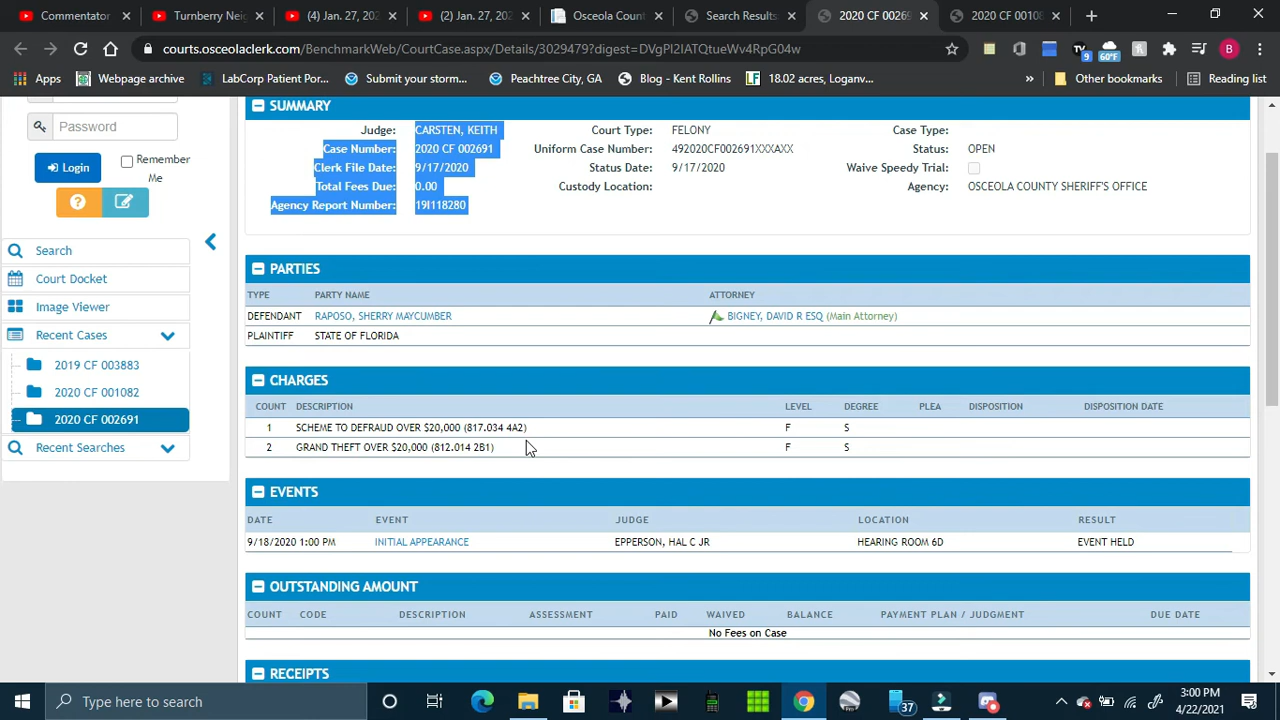 Commentator
Turnberry Nei
(4) Jan. 27, 20
(2) Jan. 27, 20
Osceola Count
Search Results
2020 CF 00269
2020 CF 00108
courts.osceolaclerk.com/BenchmarkWeb/CourtCase.aspx/Details/3029479?digest=DVgPl2IATQtueWv4RpG04w
TV 9 60°F B
Apps Webpage archive LabCorp Patient Por... Submit your storm... Peachtree City, GA Blog - Kent Rollins LF 18.02 acres, Loganv... » Other bookmarks Reading list
Password
Login
Remember
Me
Search
Court Docket
Image Viewer
Recent Cases
2019 CF 003883
2020 CF 001082
2020 CF 002691
Recent Searches
SUMMARY
Judge: CARSTEN, KEITH Court Type: FELONY Case Type:
Case Number: 2020 CF 002691 Uniform Case Number: 492020CF002691XXXAXX Status: OPEN
Clerk File Date: 9/17/2020 Status Date: 9/17/2020 Waive Speedy Trial:
Total Fees Due: 0.00 Custody Location: Agency: OSCEOLA COUNTY SHERIFF'S OFFICE
Agency Report Number: 19I118280
PARTIES
TYPE PARTY NAME ATTORNEY
DEFENDANT RAPOSO, SHERRY MAYCUMBER BIGNEY, DAVID R ESQ (Main Attorney)
PLAINTIFF STATE OF FLORIDA
CHARGES
COUNT DESCRIPTION LEVEL DEGREE PLEA DISPOSITION DISPOSITION DATE
1 SCHEME TO DEFRAUD OVER $20,000 (817.034 4A2) F S
2 GRAND THEFT OVER $20,000 (812.014 2B1) F S
EVENTS
DATE EVENT JUDGE LOCATION RESULT
9/18/2020 1:00 PM INITIAL APPEARANCE EPPERSON, HAL C JR HEARING ROOM 6D EVENT HELD
OUTSTANDING AMOUNT
COUNT CODE DESCRIPTION ASSESSMENT PAID WAIVED BALANCE PAYMENT PLAN / JUDGMENT DUE DATE
No Fees on Case
RECEIPTS
Type here to search
37
3:00 PM
4/22/2021